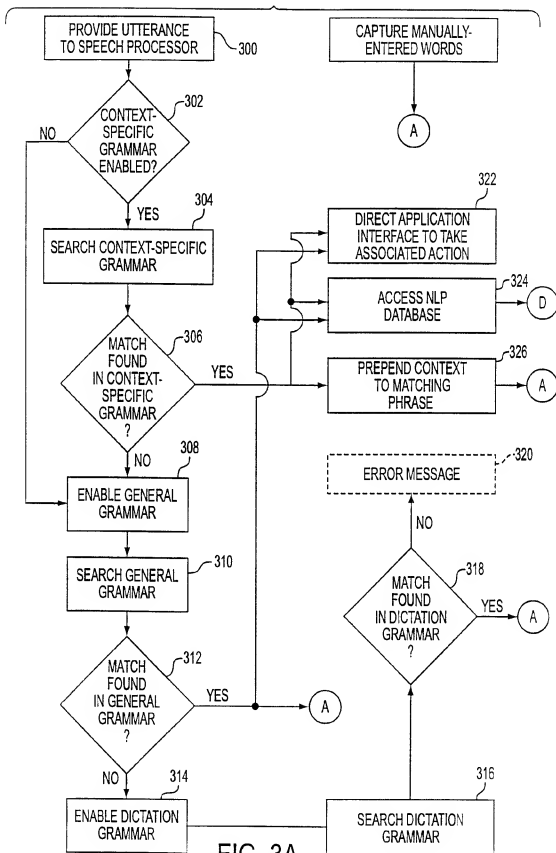 PROVIDE UTTERANCE
TO SPEECH PROCESSOR
300
CAPTURE MANUALLY-
ENTERED WORDS
A
302
CONTEXT-
SPECIFIC
GRAMMAR
ENABLED?
NO
YES
304
SEARCH CONTEXT-SPECIFIC
GRAMMAR
322
DIRECT APPLICATION
INTERFACE TO TAKE
ASSOCIATED ACTION
324
ACCESS NLP
DATABASE
D
306
MATCH
FOUND
IN CONTEXT-
SPECIFIC
GRAMMAR
?
YES
NO
326
PREPEND CONTEXT
TO MATCHING
PHRASE
A
308
ENABLE GENERAL
GRAMMAR
320
ERROR MESSAGE
NO
310
SEARCH GENERAL
GRAMMAR
318
MATCH
FOUND
IN DICTATION
GRAMMAR
?
YES
A
312
MATCH
FOUND
IN GENERAL
GRAMMAR
?
YES
A
NO
314
ENABLE DICTATION
GRAMMAR
316
SEARCH DICTATION
GRAMMAR
FIG. 3A